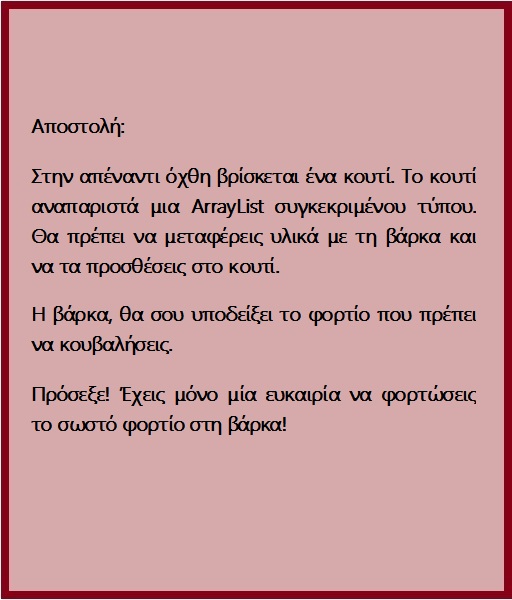 Αποστολή:
Στην απέναντι όχθη βρίσκεται ένα κουτί. Το κουτί
αναπαριστά μια ArrayList συγκεκριμένου τύπου.
Θα πρέπει να μεταφέρεις υλικά με τη βάρκα και
να τα προσθέσεις στο κουτί.
Η βάρκα, θα σου υποδείξει το φορτίο που πρέπει
να κουβαλήσεις.
Πρόσεξε! Έχεις μόνο μία ευκαιρία να φορτώσεις
το σωστό φορτίο στη βάρκα!